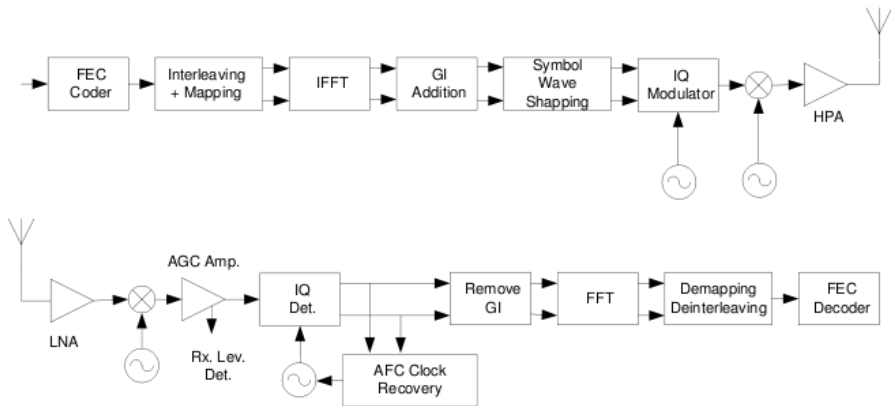 FEC
Coder
Interleaving
+ Mapping
IFFT
GI
Addition
Symbol
Wave
Shapping
IQ
Modulator
HPA
LNA
AGC Amp.
Rx. Lev.
Det.
IQ
Det.
AFC Clock
Recovery
Remove
GI
FFT
Demapping
Deinterleaving
FEC
Decoder